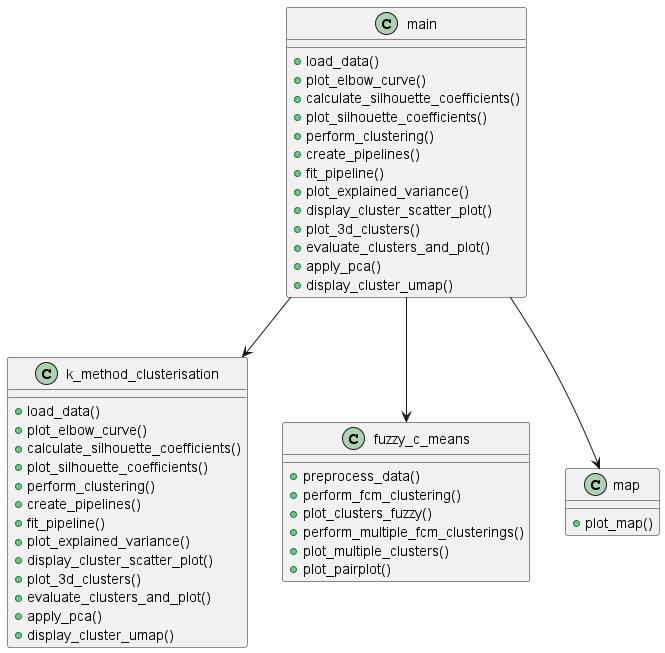 C main
load_data()
plot_elbow_curve()
calculate_silhouette_coefficients()
plot_silhouette_coefficients()
perform_clustering()
create_pipelines()
fit_pipeline()
plot_explained_variance()
display_cluster_scatter_plot()
plot_3d_clusters()
evaluate_clusters_and_plot()
apply_pca()
display_cluster_umap()
C k_method_clusterisation
load_data()
plot_elbow_curve()
calculate_silhouette_coefficients()
plot_silhouette_coefficients()
perform_clustering()
create_pipelines()
fit_pipeline()
plot_explained_variance()
display_cluster_scatter_plot()
plot_3d_clusters()
evaluate_clusters_and_plot()
apply_pca()
display_cluster_umap()
C fuzzy_c_means
preprocess_data()
perform_fcm_clustering()
plot_clusters_fuzzy()
perform_multiple_fcm_clusterings()
plot_multiple_clusters()
plot_pairplot()
C map
plot_map()